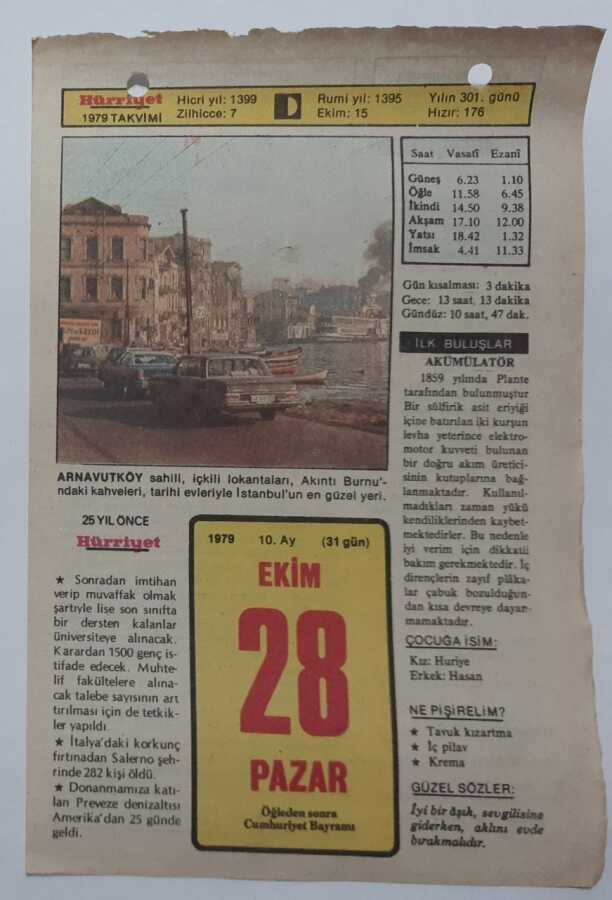 Hürriyet
1979 TAKVİMİ
Hicri yıl: 1399
Zilhicce: 7
Rumi yıl: 1395
Ekim: 15
Yılın 301. günü
Hızır: 176
Saat Vasatî Ezanî
Güneş 6.23 1.10
Öğle 11.58 6.45
İkindi 14.50 9.38
Akşam 17.10 12.00
Yatsı 18.42 1.32
İmsak 4.41 11.33
Gün kısalması: 3 dakika
Gece: 13 saat, 13 dakika
Gündüz: 10 saat, 47 dak.
ARNAVUTKÖY sahili, içkili lokantaları, Akıntı Burnu'-
ndaki kahveleri, tarihi evleriyle İstanbul'un en güzel yeri.
İLK BULUŞLAR
AKÜMÜLATÖR
1859 yılında Plante
tarafından bulunmuştur
Bir sülfirik asit eriyiği
içine batırılan iki kurşun
levha yeterince elektro-
motor kuvveti bulunan
bir doğru akım üretici-
sinin kutuplarına bağ-
lanmaktadır. Kullanıl-
madıkları zaman yükü
kendiliklerinden kaybet-
mektedirler. Bu nedenle
iyi verim için dikkatli
bakım gerekmektedir. İç
dirençlerin zayıf plâka-
lar çabuk bozulduğun-
dan kısa devreye dayan-
mamaktadır.
ÇOCUĞA İSİM:
Kız: Huriye
Erkek: Hasan
NE PİŞİRELİM?
★ Tavuk kızartma
★ İç pilav
★ Krema
GÜZEL SÖZLER:
İyi bir âşık, sevgilisine
giderken, aklını evde
bırakmalıdır.
25 YIL ÖNCE
Hürriyet
★ Sonradan imtihan
verip muvaffak olmak
şartıyle lise son sınıfta
bir dersten kalanlar
üniversiteye alınacak.
Karardan 1500 genç is-
tifade edecek. Muhte-
lif fakültelere alına-
cak talebe sayısının art
tırılması için de tetkik-
ler yapıldı.
★ İtalya'daki korkunç
fırtınadan Salerno şeh-
rinde 282 kişi öldü.
★ Donanmamıza katı-
lan Preveze denizaltısı
Amerika'dan 25 günde
geldi.
1979 10. Ay (31 gün)
EKİM
28
PAZAR
Öğleden sonra
Cumhuriyet Bayramı